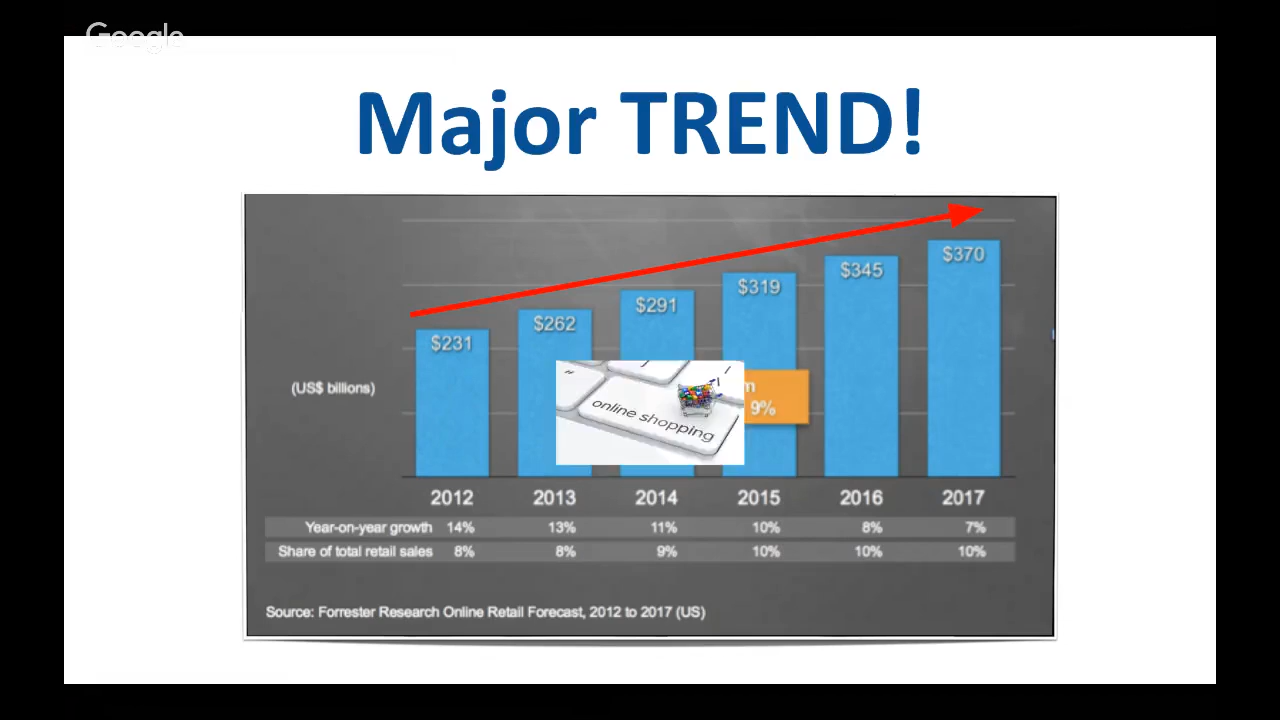 Google
Major TREND!
$231 $262 $291 $319 $345 $370
(US$ billions)
online shopping
9%
2012 2013 2014 2015 2016 2017
Year-on-year growth 14% 13% 11% 10% 8% 7%
Share of total retail sales 8% 8% 9% 10% 10% 10%
Source: Forrester Research Online Retail Forecast, 2012 to 2017 (US)